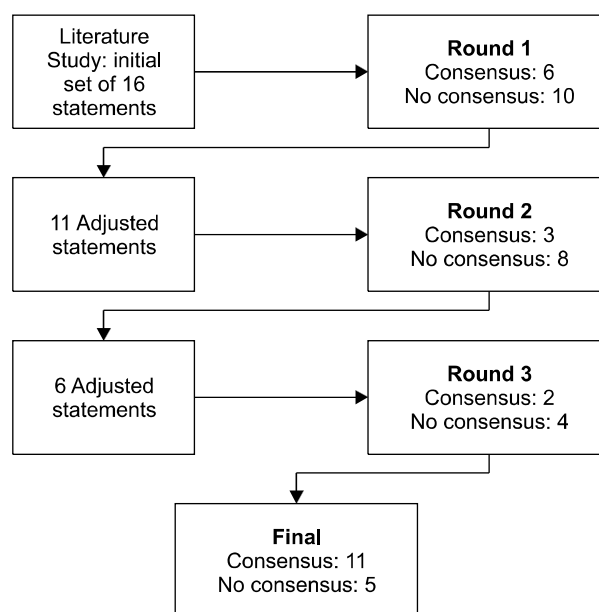 Literature
Study: initial
set of 16
statements
Round 1
Consensus: 6
No consensus: 10
11 Adjusted
statements
Round 2
Consensus: 3
No consensus: 8
6 Adjusted
statements
Round 3
Consensus: 2
No consensus: 4
Final
Consensus: 11
No consensus: 5